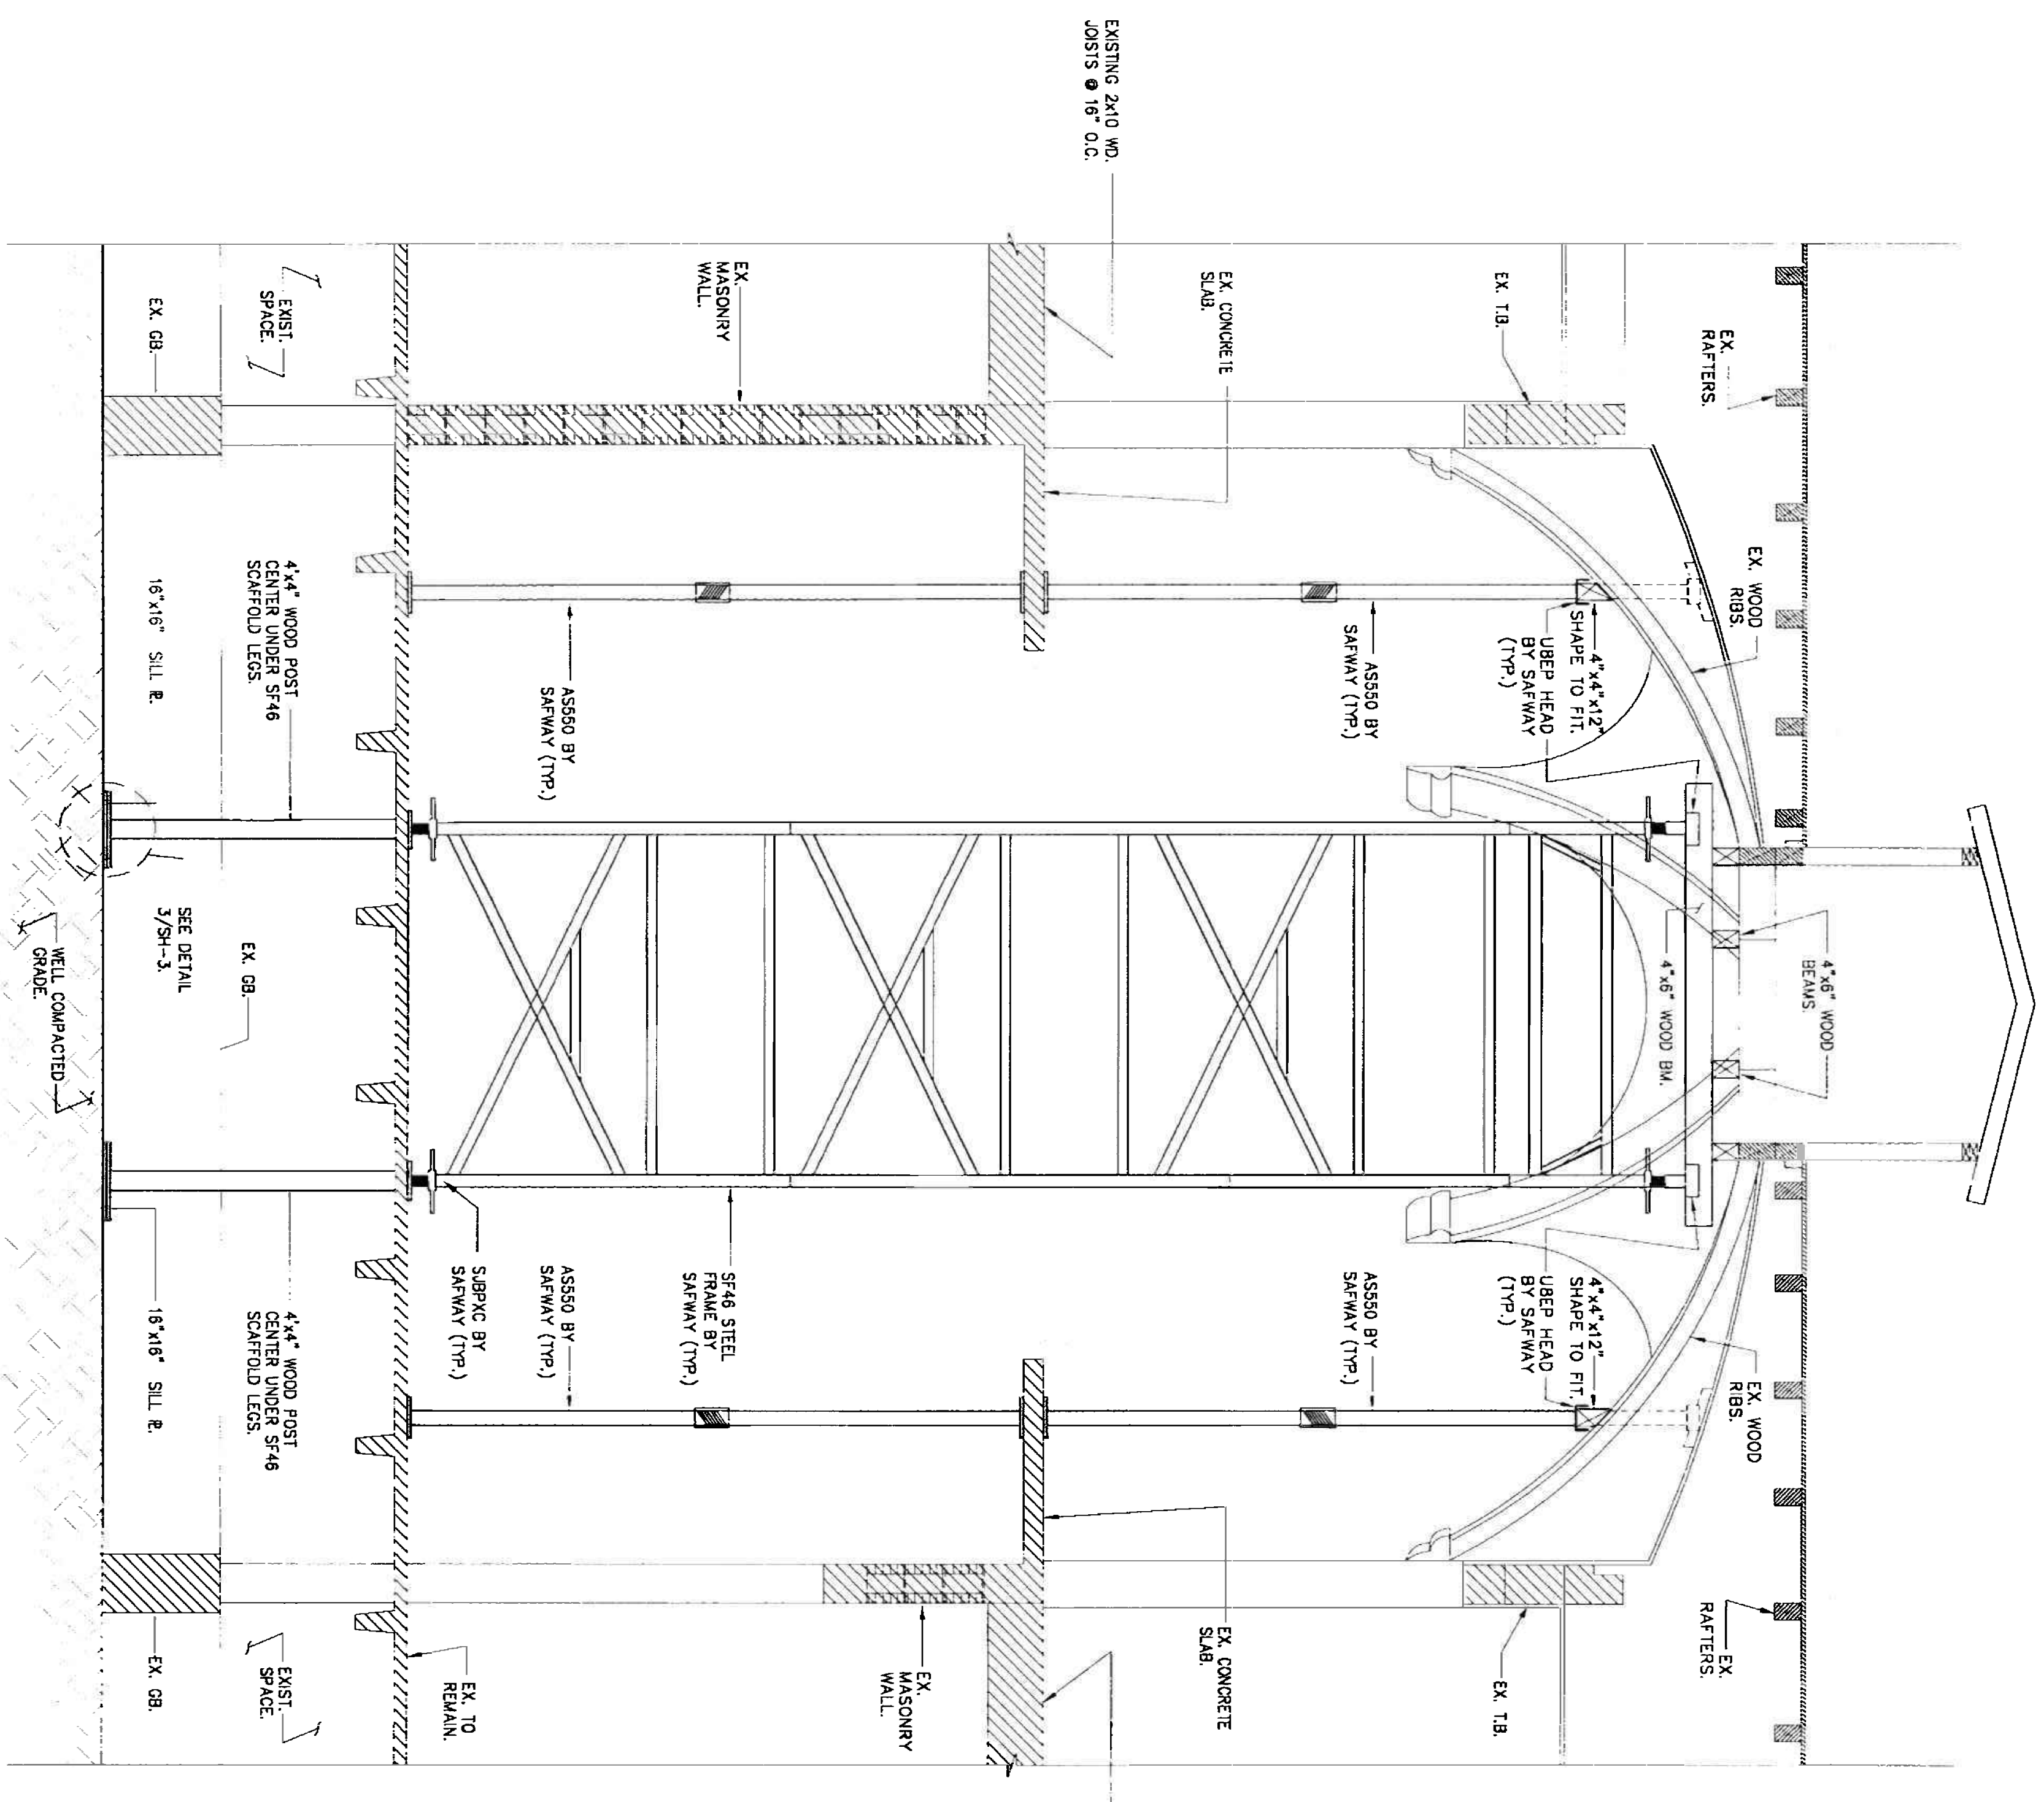 4"x6" WOOD
BEAMS.
EX. WOOD
RIBS.
EX. WOOD
RIBS.
EX.
RAFTERS.
EX.
RAFTERS.
4"x6" WOOD BM.
4"x4"x12"
SHAPE TO FIT.
UBEP HEAD
BY SAFWAY
(TYP.)
4"x4"x12"
SHAPE TO FIT.
UBEP HEAD
BY SAFWAY
(TYP.)
EX. T.B.
EX. T.B.
AS550 BY
SAFWAY (TYP.)
AS550 BY
SAFWAY (TYP.)
EX. CONCRETE
SLAB.
EX. CONCRETE
SLAB.
EXISTING 2x10 WD.
JOISTS @ 16" O.C.
EX.
MASONRY
WALL.
SF46 STEEL
FRAME BY
SAFWAY (TYP.)
EX.
MASONRY
WALL.
AS550 BY
SAFWAY (TYP.)
AS550 BY
SAFWAY (TYP.)
SJBPXC BY
SAFWAY (TYP.)
EX. TO
REMAIN.
EXIST.
SPACE.
4'x4" WOOD POST
CENTER UNDER SF46
SCAFFOLD LEGS.
4'x4" WOOD POST
CENTER UNDER SF46
SCAFFOLD LEGS.
EXIST.
SPACE.
EX. GB.
EX. GB.
16"x16" SILL PL.
SEE DETAIL
3/SH-3.
16"x16" SILL PL.
EX. GB.
WELL COMPACTED
GRADE.